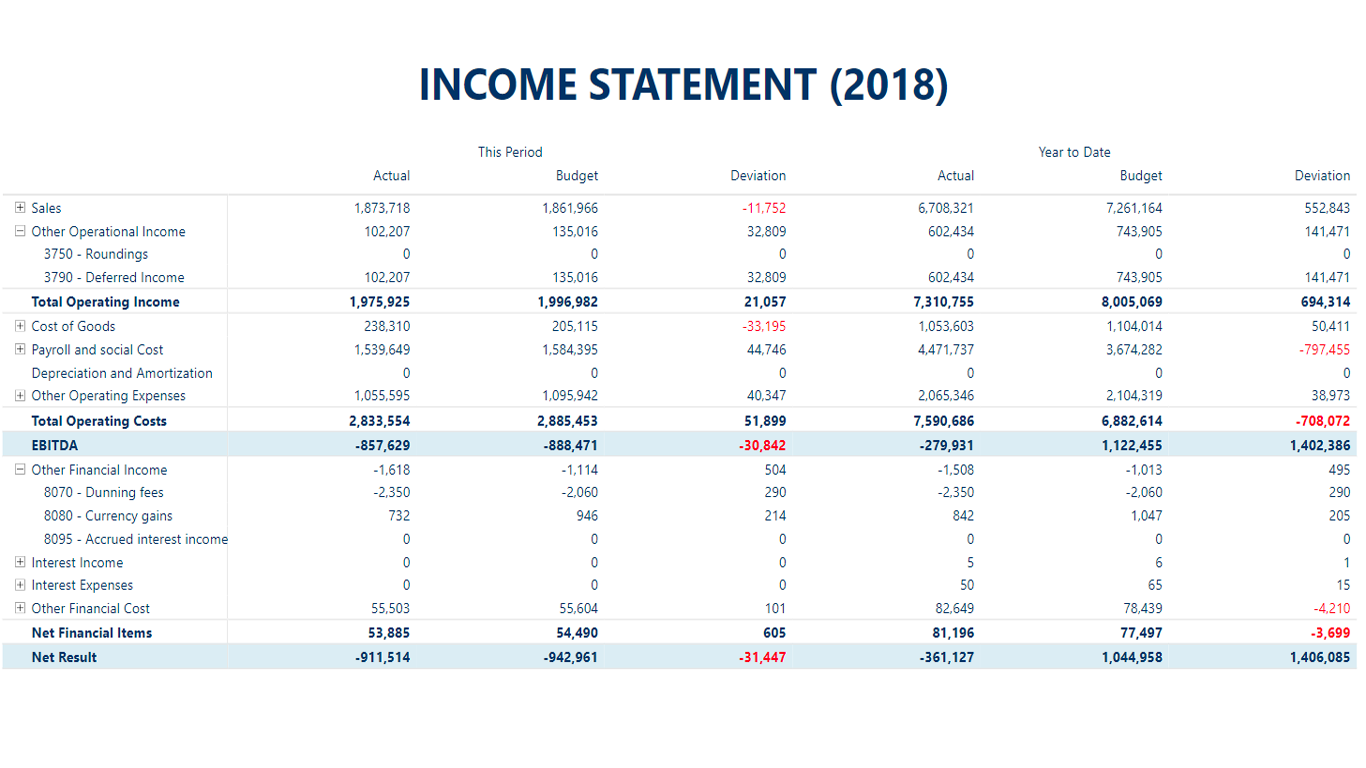 INCOME STATEMENT (2018)
This Period Year to Date
Actual Budget Deviation Actual Budget Deviation
Sales 1,873,718 1,861,966 -11,752 6,708,321 7,261,164 552,843
Other Operational Income 102,207 135,016 32,809 602,434 743,905 141,471
3750 - Roundings 0 0 0 0 0 0
3790 - Deferred Income 102,207 135,016 32,809 602,434 743,905 141,471
Total Operating Income 1,975,925 1,996,982 21,057 7,310,755 8,005,069 694,314
Cost of Goods 238,310 205,115 -33,195 1,053,603 1,104,014 50,411
Payroll and social Cost 1,539,649 1,584,395 44,746 4,471,737 3,674,282 -797,455
Depreciation and Amortization 0 0 0 0 0 0
Other Operating Expenses 1,055,595 1,095,942 40,347 2,065,346 2,104,319 38,973
Total Operating Costs 2,833,554 2,885,453 51,899 7,590,686 6,882,614 -708,072
EBITDA -857,629 -888,471 -30,842 -279,931 1,122,455 1,402,386
Other Financial Income -1,618 -1,114 504 -1,508 -1,013 495
8070 - Dunning fees -2,350 -2,060 290 -2,350 -2,060 290
8080 - Currency gains 732 946 214 842 1,047 205
8095 - Accrued interest income 0 0 0 0 0 0
Interest Income 0 0 0 5 6 1
Interest Expenses 0 0 0 50 65 15
Other Financial Cost 55,503 55,604 101 82,649 78,439 -4,210
Net Financial Items 53,885 54,490 605 81,196 77,497 -3,699
Net Result -911,514 -942,961 -31,447 -361,127 1,044,958 1,406,085